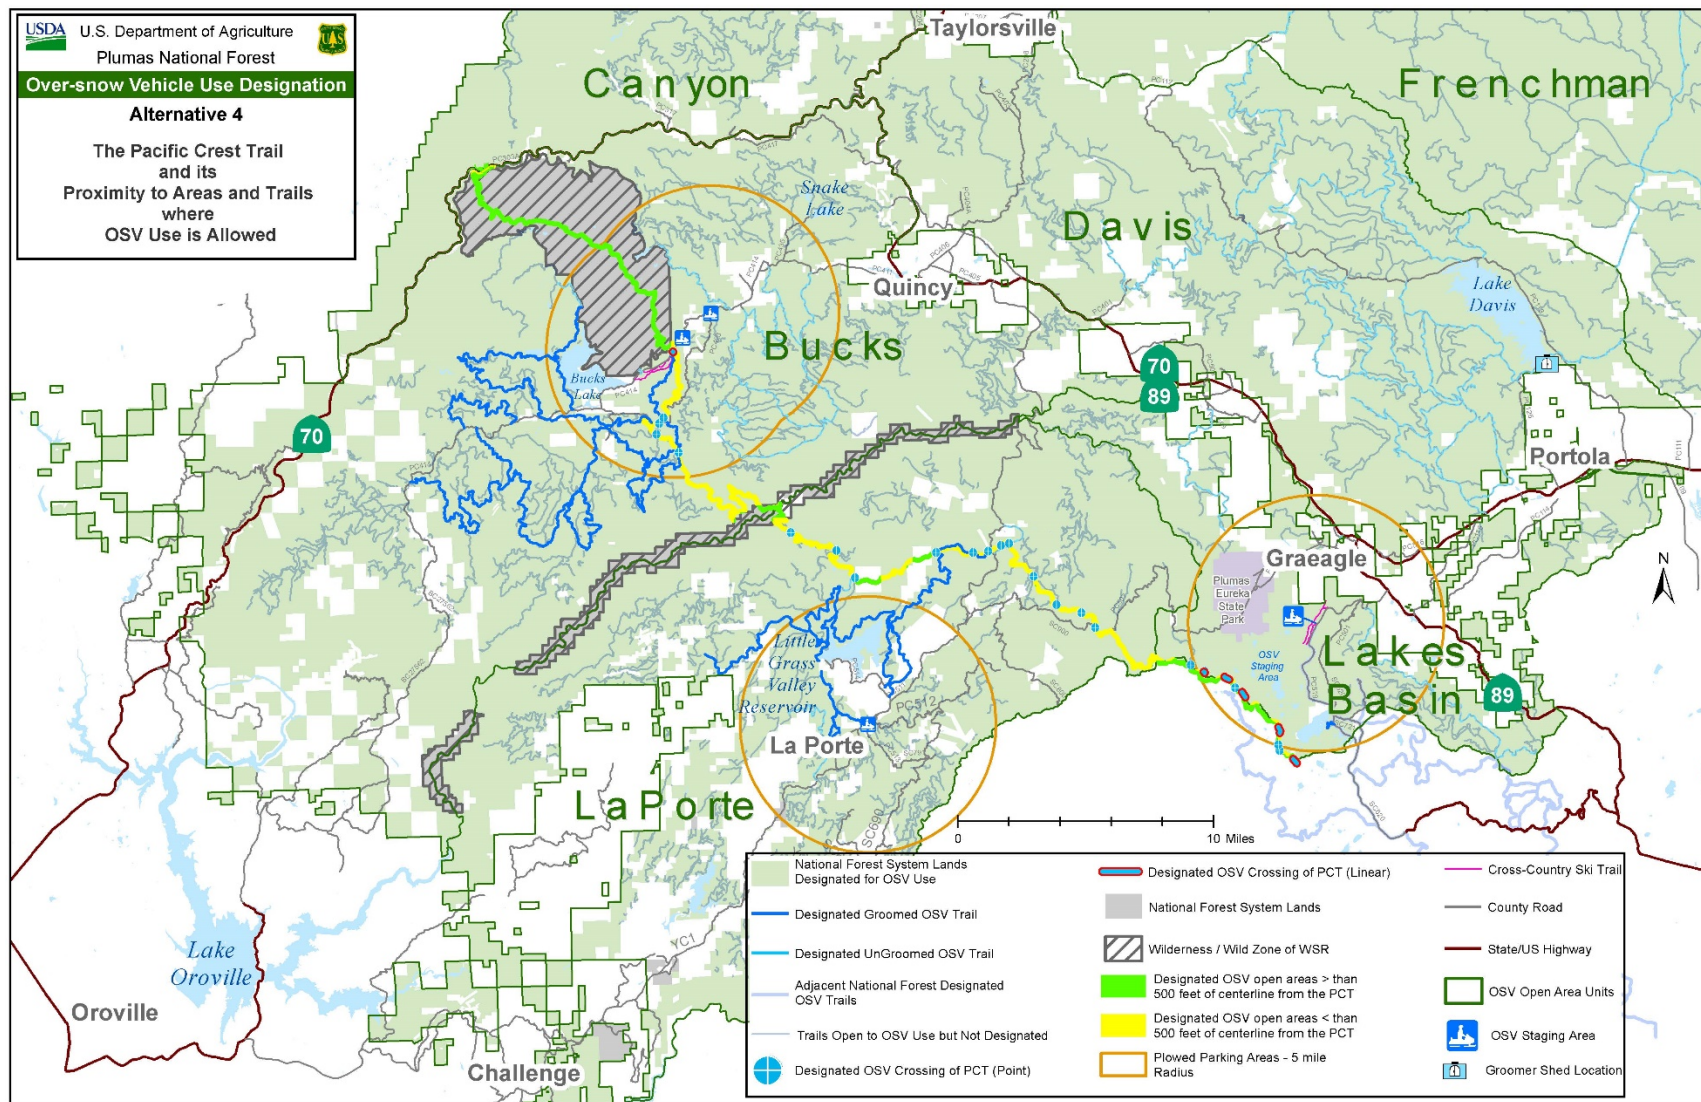 USDA
U.S. Department of Agriculture
Plumas National Forest
Over-snow Vehicle Use Designation
Alternative 4
The Pacific Crest Trail
and its
Proximity to Areas and Trails
where
OSV Use is Allowed
Taylorsville
Canyon
Frenchman
Snake
Lake
Davis
Quincy
Lake
Davis
Bucks
Bucks
Lake
70
89
70
Portola
Graeagle
Plumas
Eureka
State
Park
OSV
Staging
Area
Lakes
Basin
89
Little
Grass
Valley
Reservoir
PC512
La Porte
LaPorte
SC690
YC1
Lake
Oroville
Oroville
Challenge
N
0
10 Miles
National Forest System Lands
Designated for OSV Use
Designated Groomed OSV Trail
Designated UnGroomed OSV Trail
Adjacent National Forest Designated
OSV Trails
Trails Open to OSV Use but Not Designated
Designated OSV Crossing of PCT (Point)
Designated OSV Crossing of PCT (Linear)
National Forest System Lands
Wilderness / Wild Zone of WSR
Designated OSV open areas > than
500 feet of centerline from the PCT
Designated OSV open areas < than
500 feet of centerline from the PCT
Plowed Parking Areas - 5 mile
Radius
Cross-Country Ski Trail
County Road
State/US Highway
OSV Open Area Units
OSV Staging Area
Groomer Shed Location